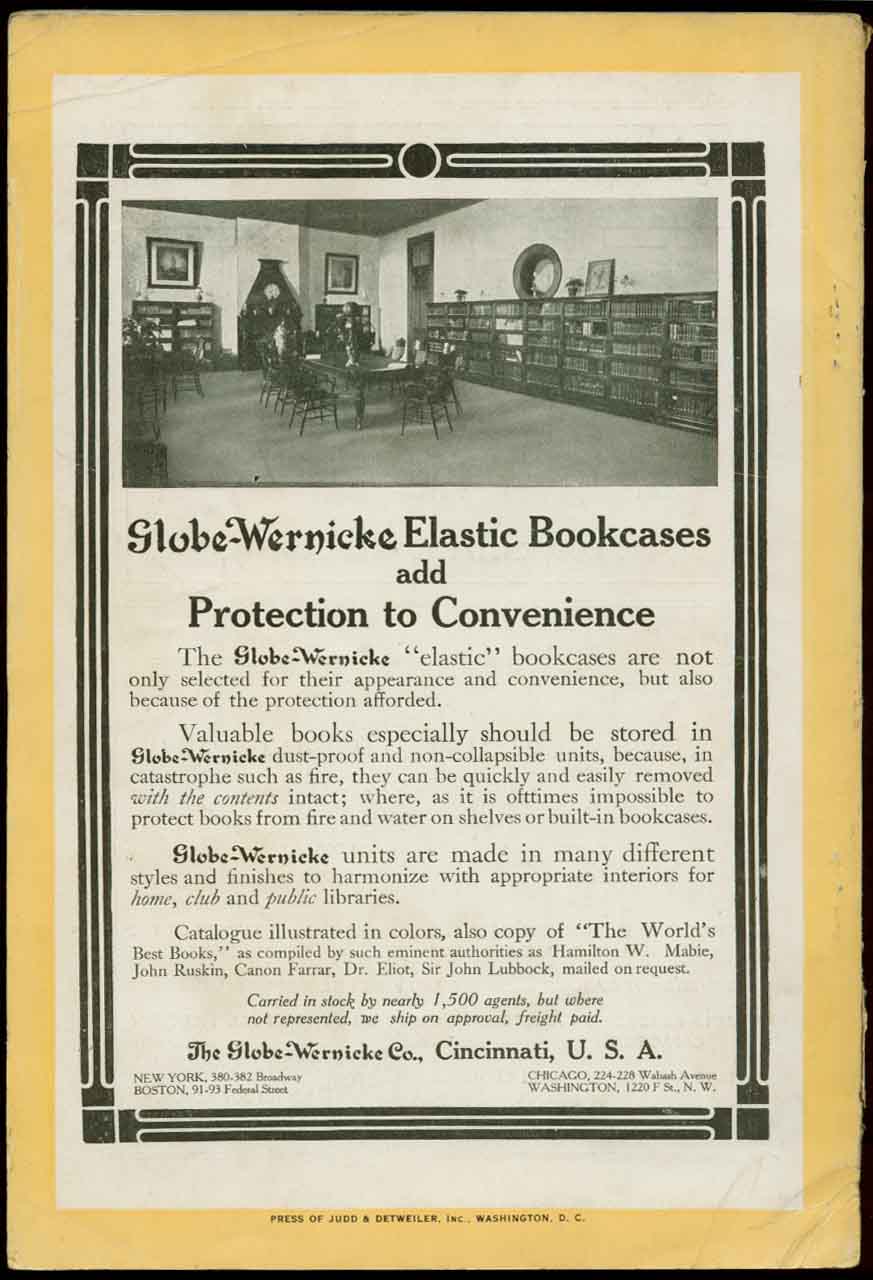 Globe-Wernicke Elastic Bookcases
add
Protection to Convenience
The Globe-Wernicke "elastic" bookcases are not
only selected for their appearance and convenience, but also
because of the protection afforded.
Valuable books especially should be stored in
Globe-Wernicke dust-proof and non-collapsible units, because, in
catastrophe such as fire, they can be quickly and easily removed
with the contents intact; where, as it is ofttimes impossible to
protect books from fire and water on shelves or built-in bookcases.
Globe-Wernicke units are made in many different
styles and finishes to harmonize with appropriate interiors for
home, club and public libraries.
Catalogue illustrated in colors, also copy of "The World's
Best Books," as compiled by such eminent authorities as Hamilton W. Mabie,
John Ruskin, Canon Farrar, Dr. Eliot, Sir John Lubbock, mailed on request.
Carried in stock by nearly 1,500 agents, but where
not represented, we ship on approval, freight paid.
The Globe-Wernicke Co., Cincinnati, U. S. A.
NEW YORK, 380-382 Broadway
BOSTON, 91-93 Federal Street
CHICAGO, 224-228 Wabash Avenue
WASHINGTON, 1220 F St., N. W.
PRESS OF JUDD & DETWEILER, INC., WASHINGTON, D. C.